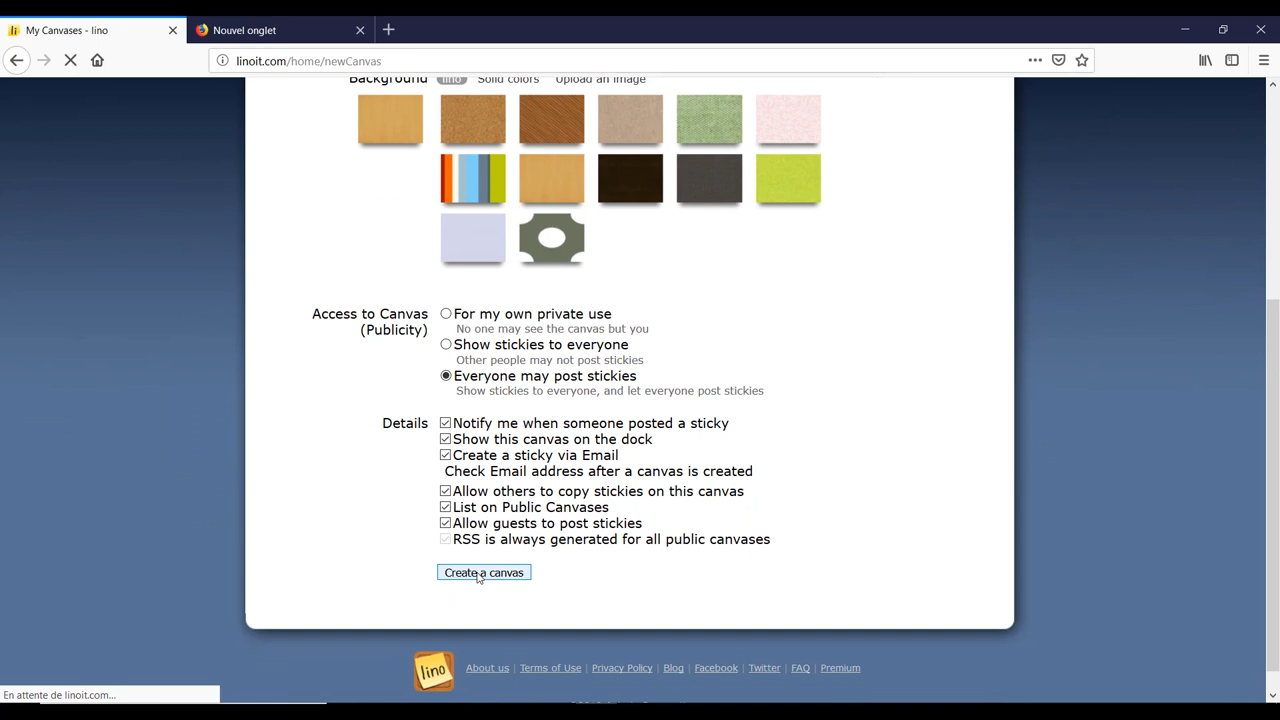 My Canvases - lino
Nouvel onglet
linoit.com/home/newCanvas
Background lino Solid colors Upload an image
Access to Canvas
(Publicity)
For my own private use
No one may see the canvas but you
Show stickies to everyone
Other people may not post stickies
Everyone may post stickies
Show stickies to everyone, and let everyone post stickies
Details
Notify me when someone posted a sticky
Show this canvas on the dock
Create a sticky via Email
Check Email address after a canvas is created
Allow others to copy stickies on this canvas
List on Public Canvases
Allow guests to post stickies
RSS is always generated for all public canvases
Create a canvas
lino About us | Terms of Use | Privacy Policy | Blog | Facebook | Twitter | FAQ | Premium
En attente de linoit.com...